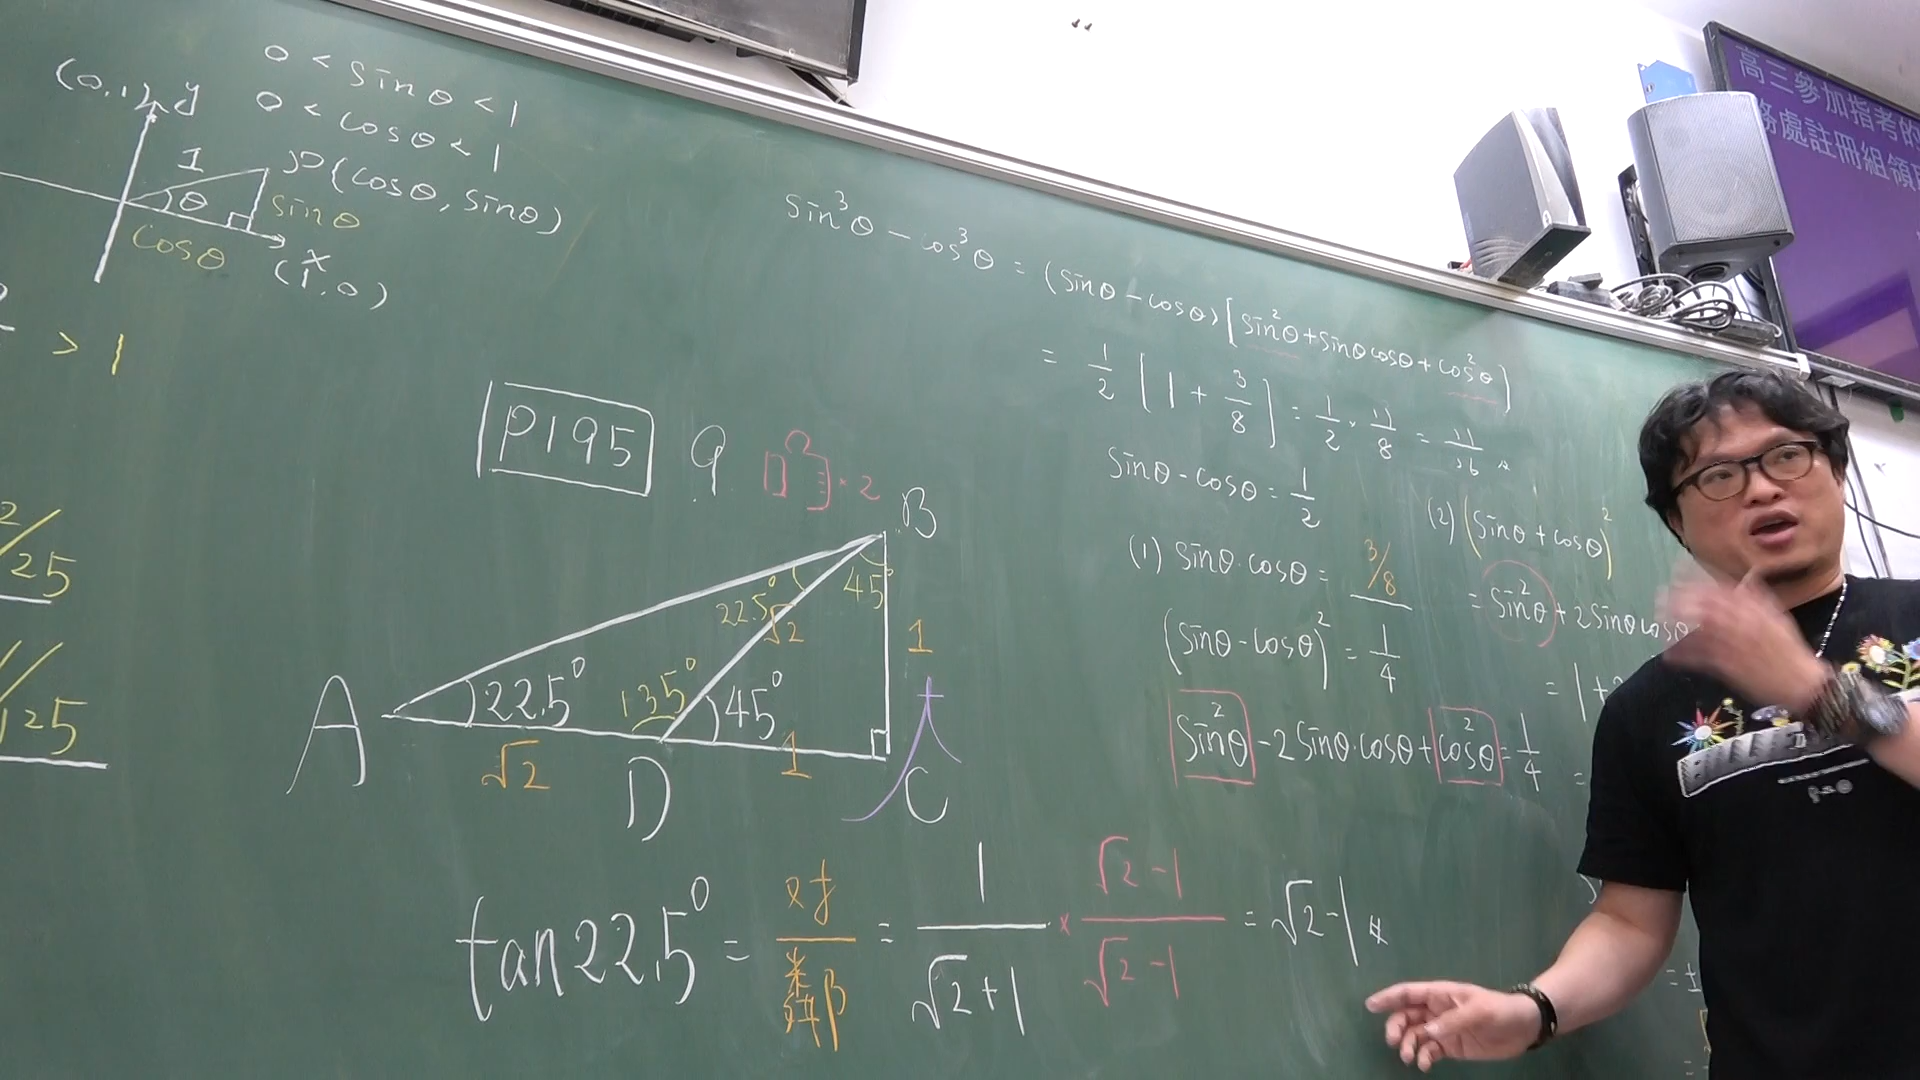 0 < sinθ < 1
(0,1) y
0 < cosθ < 1
1
P(cosθ, sinθ)
θ
sinθ
cosθ
x
(1,0)
> 1
25
125
P195
9
×2
B
22.5°
45°
√2
1
A
22.5°
135°
45°
√2
D
1
C
tan22.5° = 対/鄰 = 1/(√2+1) × (√2-1)/(√2-1) = √2-1
sin³θ - cos³θ = (sinθ - cosθ)[sin²θ + sinθcosθ + cos²θ]
= 1/2 [1 + 3/8] = 1/2 · 11/8 = 11/16
sinθ - cosθ = 1/2
(1) sinθ·cosθ = 3/8
(sinθ - cosθ)² = 1/4
sin²θ - 2sinθ·cosθ + cos²θ = 1/4
(2) (sinθ + cosθ)²
= sin²θ + 2sinθcosθ
= 1 +
=
= ±
高三參加指考的
務處註冊組領